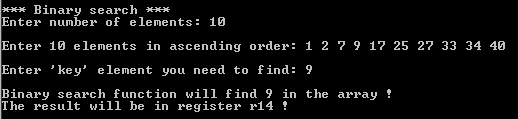 *** Binary search ***
Enter number of elements: 10
Enter 10 elements in ascending order: 1 2 7 9 17 25 27 33 34 40
Enter 'key' element you need to find: 9
Binary search function will find 9 in the array !
The result will be in register r14 !